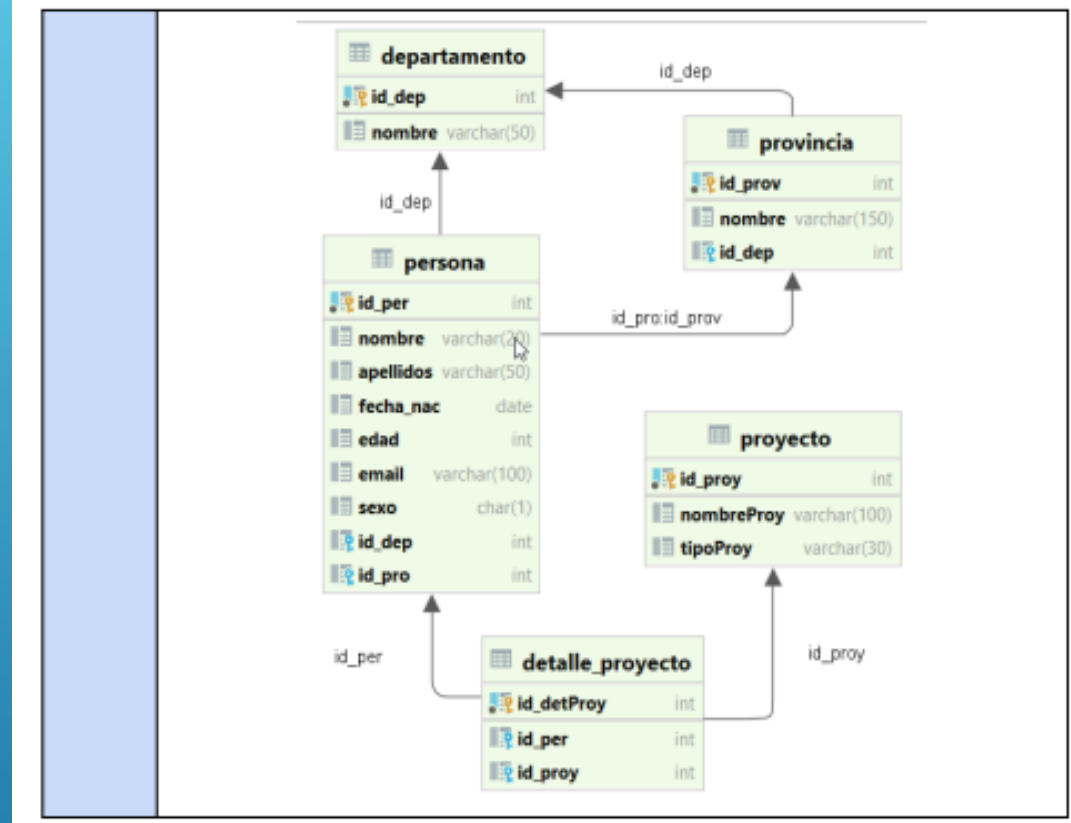 departamento
id_dep int
nombre varchar(50)
id_dep
provincia
id_prov int
nombre varchar(150)
id_dep int
id_dep
persona
id_per int
nombre varchar(20)
apellidos varchar(50)
fecha_nac date
edad int
email varchar(100)
sexo char(1)
id_dep int
id_pro int
id_pro:id_prov
proyecto
id_proy int
nombreProy varchar(100)
tipoProy varchar(30)
id_per
detalle_proyecto
id_detProy int
id_per int
id_proy int
id_proy